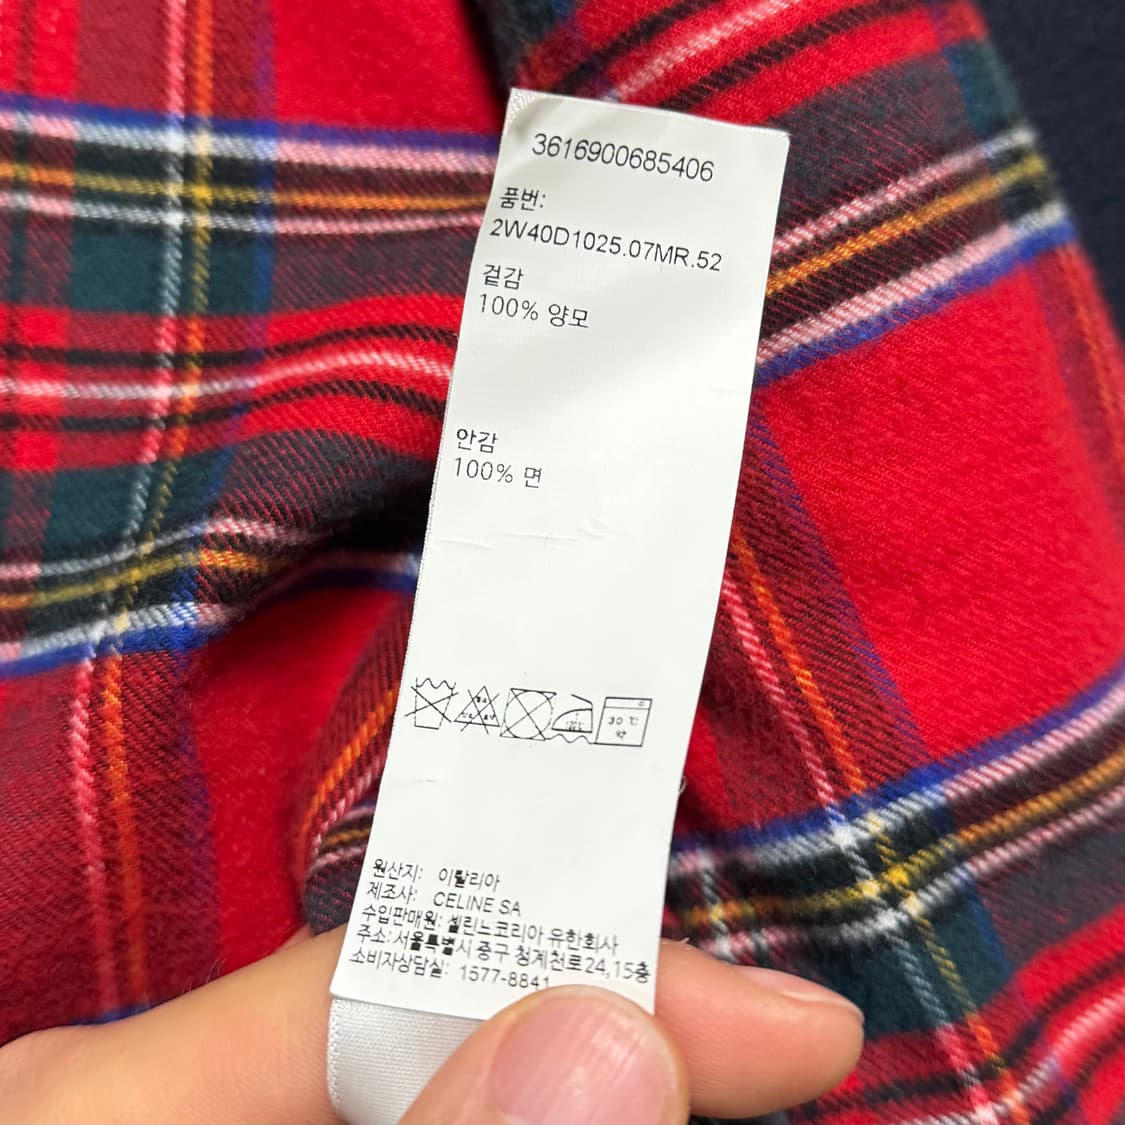 3616900685406
품번:
2W40D1025.07MR.52
겉감
100% 양모
안감
100% 면
30 ℃
약
원산지: 이탈리아
제조사: CELINE SA
수입판매원: 셀린느코리아 유한회사
주소: 서울특별시 중구 청계천로24,15층
소비자상담실: 1577-8841